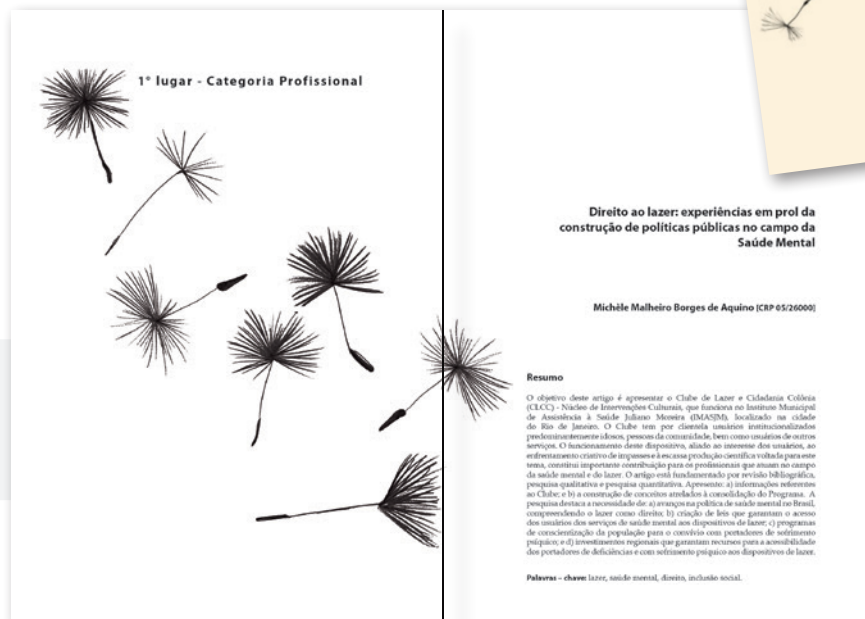 1° lugar - Categoria Profissional
Direito ao lazer: experiências em prol da
construção de políticas públicas no campo da
Saúde Mental
Michèle Malheiro Borges de Aquino [CRP 05/26000]
Resumo
O objetivo deste artigo é apresentar o Clube de Lazer e Cidadania Colônia
(CLCC) - Núcleo de Intervenções Culturais, que funciona no Instituto Municipal
de Assistência à Saúde Juliano Moreira (IMASJM), localizado na cidade
do Rio de Janeiro. O Clube tem por clientela usuários institucionalizados
predominantemente idosos, pessoas da comunidade, bem como usuários de outros
serviços. O funcionamento deste dispositivo, aliado ao interesse dos usuários, ao
enfrentamento criativo de impasses e à escassa produção científica voltada para este
tema, constitui importante contribuição para os profissionais que atuam no campo
da saúde mental e do lazer. O artigo está fundamentado por revisão bibliográfica,
pesquisa qualitativa e pesquisa quantitativa. Apresento: a) informações referentes
ao Clube; e b) a construção de conceitos atrelados à consolidação do Programa. A
pesquisa destaca a necessidade de: a) avanços na política de saúde mental no Brasil,
compreendendo o lazer como direito; b) criação de leis que garantam o acesso
dos usuários dos serviços de saúde mental aos dispositivos de lazer; c) programas
de conscientização da população para o convívio com portadores de sofrimento
psíquico; e d) investimentos regionais que garantam recursos para a acessibilidade
dos portadores de deficiências e com sofrimento psíquico aos dispositivos de lazer.
Palavras – chave: lazer, saúde mental, direito, inclusão social.